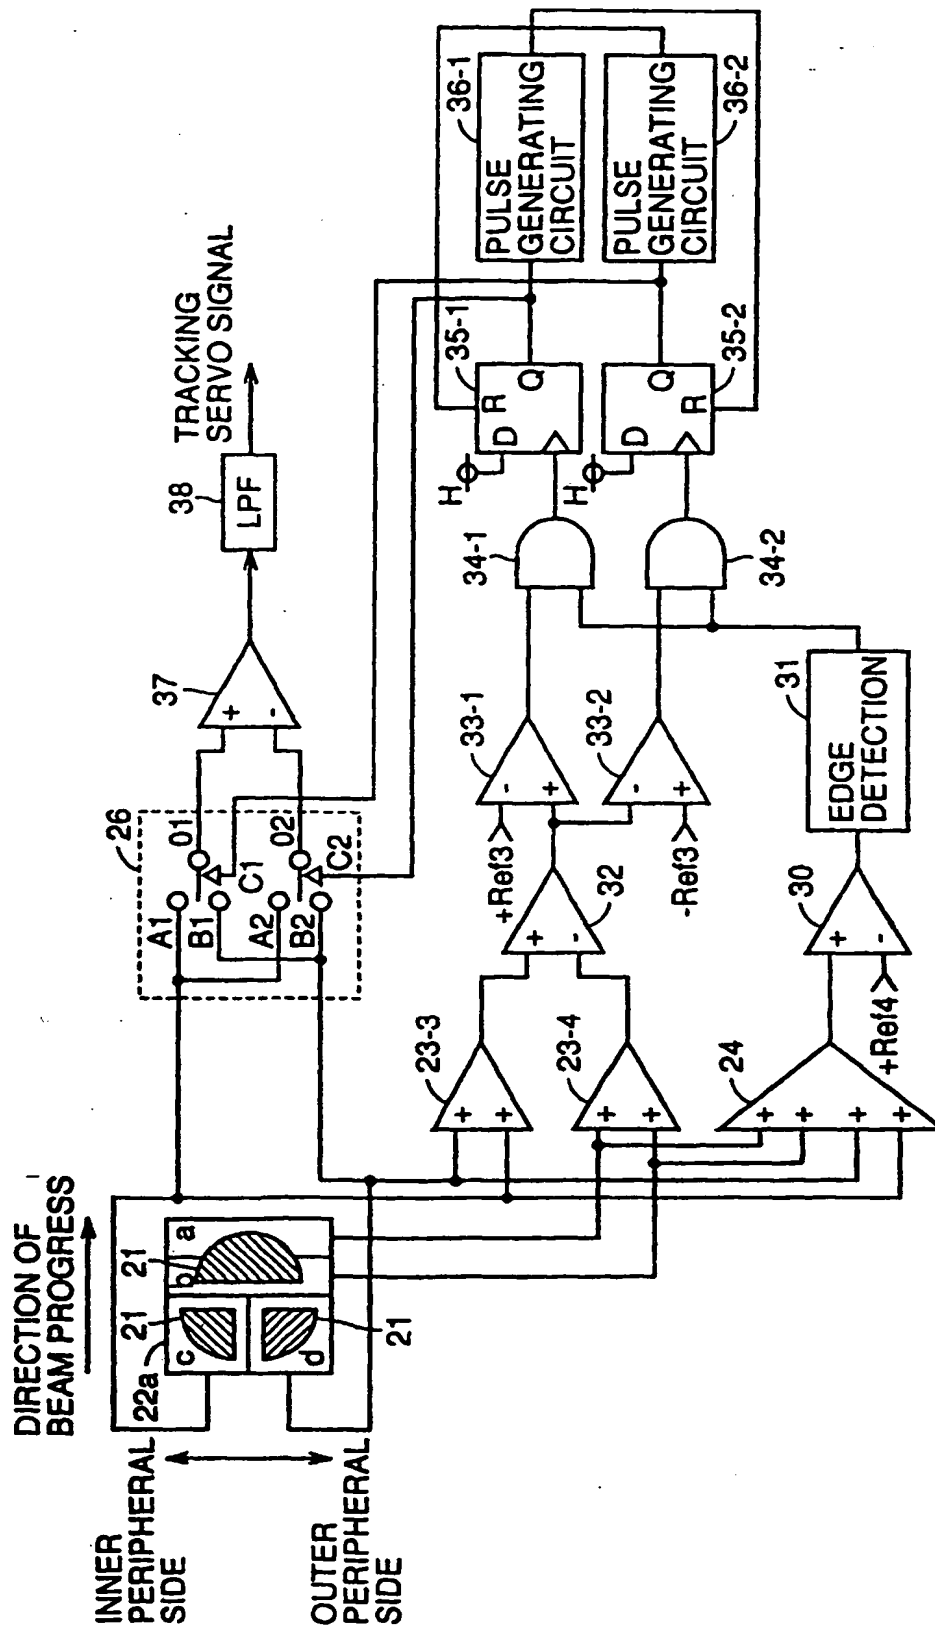 DIRECTION OF
BEAM PROGRESS
INNER
PERIPHERAL
SIDE
OUTER
PERIPHERAL
SIDE
22a
21
21
21
a
b
c
d
26
A1
B1
A2
B2
01
02
C1
C2
37
+
-
38
LPF
TRACKING
SERVO SIGNAL
23-3
+
+
23-4
+
+
24
+
+
+
+
32
+
-
+Ref3
33-1
-
+
33-2
-
+
-Ref3
30
+
-
+Ref4
31
EDGE
DETECTION
34-1
34-2
H
D
R
Q
35-1
H
D
R
Q
35-2
36-1
PULSE
GENERATING
CIRCUIT
36-2
PULSE
GENERATING
CIRCUIT